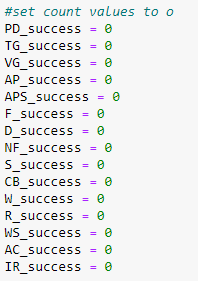 #set count values to o
PD_success = 0
TG_success = 0
VG_success = 0
AP_success = 0
APS_success = 0
F_success = 0
D_success = 0
NF_success = 0
S_success = 0
CB_success = 0
W_success = 0
R_success = 0
WS_success = 0
AC_success = 0
IR_success = 0